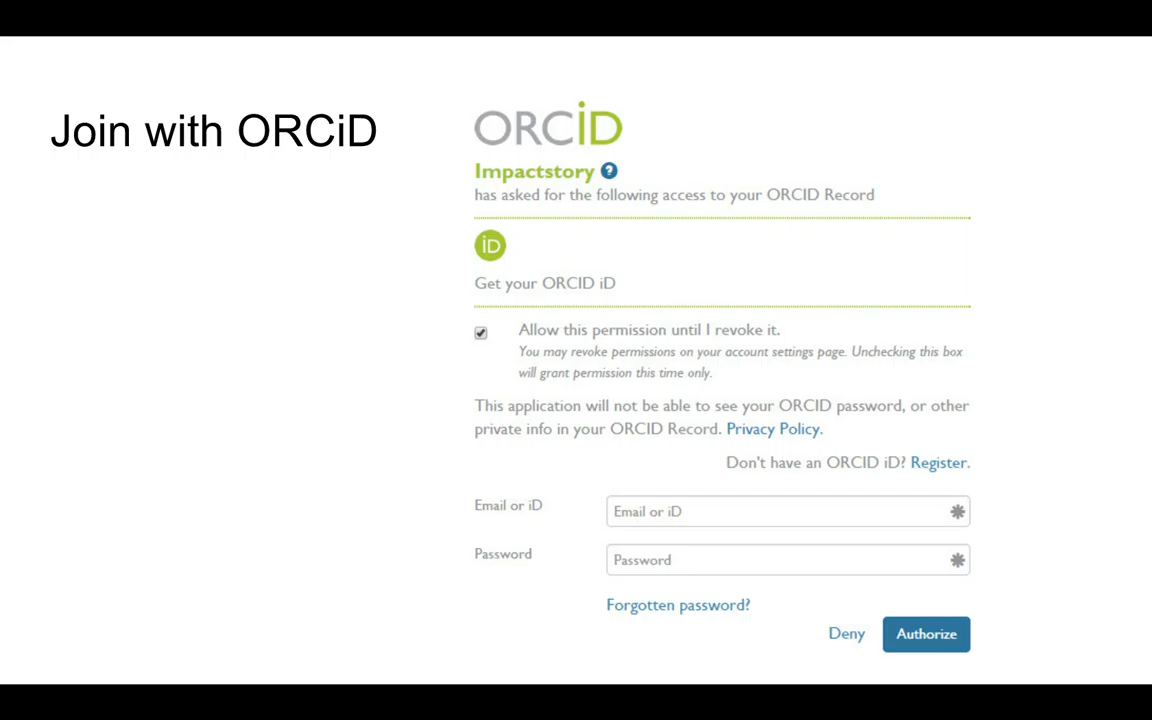 Join with ORCiD
ORCiD
Impactstory ?
has asked for the following access to your ORCID Record
iD
Get your ORCID iD
Allow this permission until I revoke it.
You may revoke permissions on your account settings page. Unchecking this box
will grant permission this time only.
This application will not be able to see your ORCID password, or other
private info in your ORCID Record. Privacy Policy.
Don't have an ORCID iD? Register.
Email or iD
Email or iD
Password
Password
Forgotten password?
Deny
Authorize